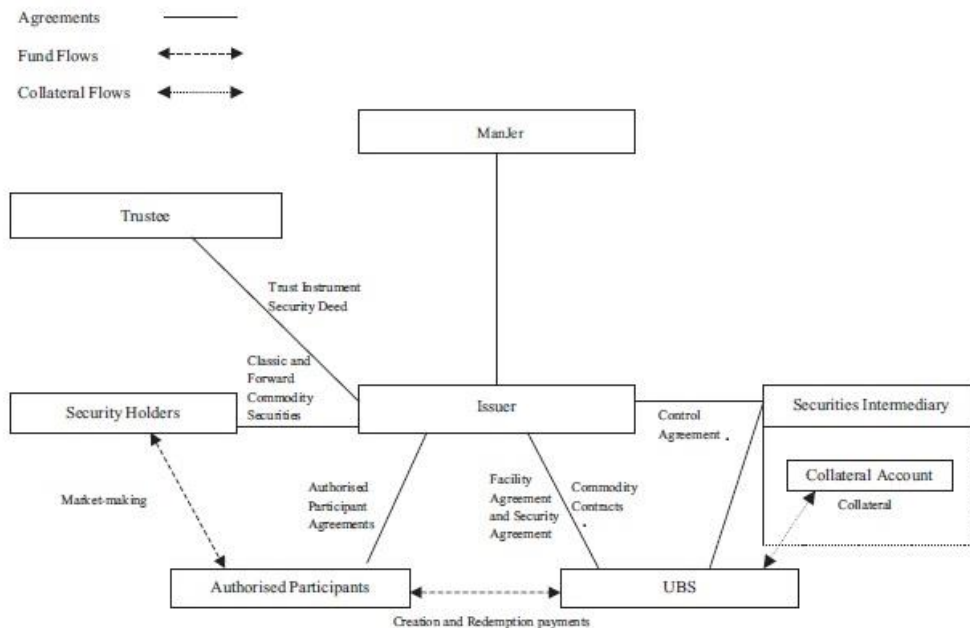 Agreements
Fund Flows
Collateral Flows
ManJer
Trustee
Trust Instrument
Security Deed
Classic and
Forward
Commodity
Securities
Security Holders
Issuer
Securities Intermediary
Control
Agreement
Collateral Account
Collateral
Market-making
Authorised
Participant
Agreements
Facility
Agreement
and Security
Agreement
Commodity
Contracts
Authorised Participants
UBS
Creation and Redemption payments